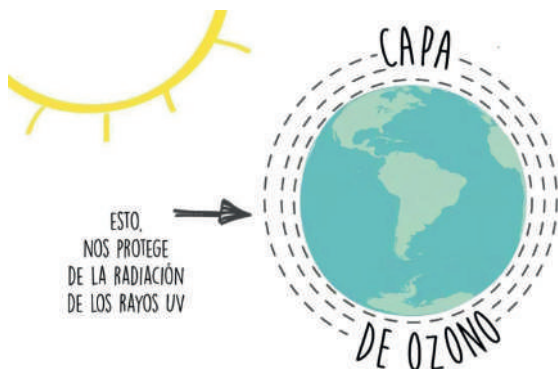 CAPA
ESTO,
NOS PROTEGE
DE LA RADIACIÓN
DE LOS RAYOS UV
DE OZONO